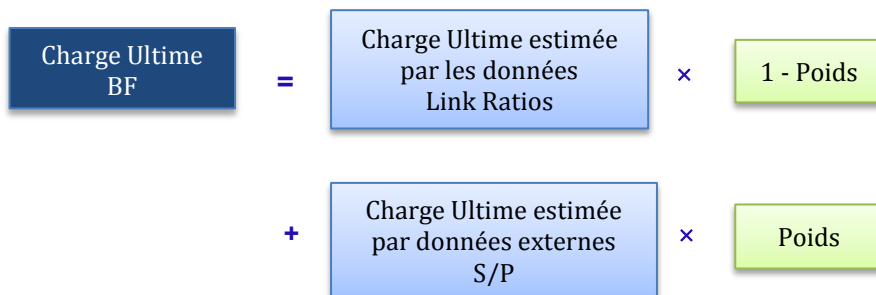 Charge Ultime
BF
=
Charge Ultime estimée
par les données
Link Ratios
×
1 - Poids
+
Charge Ultime estimée
par données externes
S/P
×
Poids